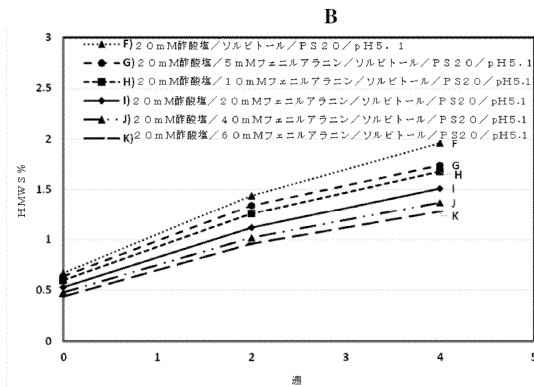 B
F)20mM酢酸塩/ソルビトール/PS20/pH5.1
G)20mM酢酸塩/5mMフェニルアラニン/ソルビトール/PS20/pH5.1
H)20mM酢酸塩/10mMフェニルアラニン/ソルビトール/PS20/pH5.1
I)20mM酢酸塩/20mMフェニルアラニン/ソルビトール/PS20/pH5.1
J)20mM酢酸塩/40mMフェニルアラニン/ソルビトール/PS20/pH5.1
K)20mM酢酸塩/60mMフェニルアラニン/ソルビトール/PS20/pH5.1
HMWS%
3
2.5
2
1.5
1
0.5
0
F
G
H
I
J
K
0 1 2 3 4 5
週